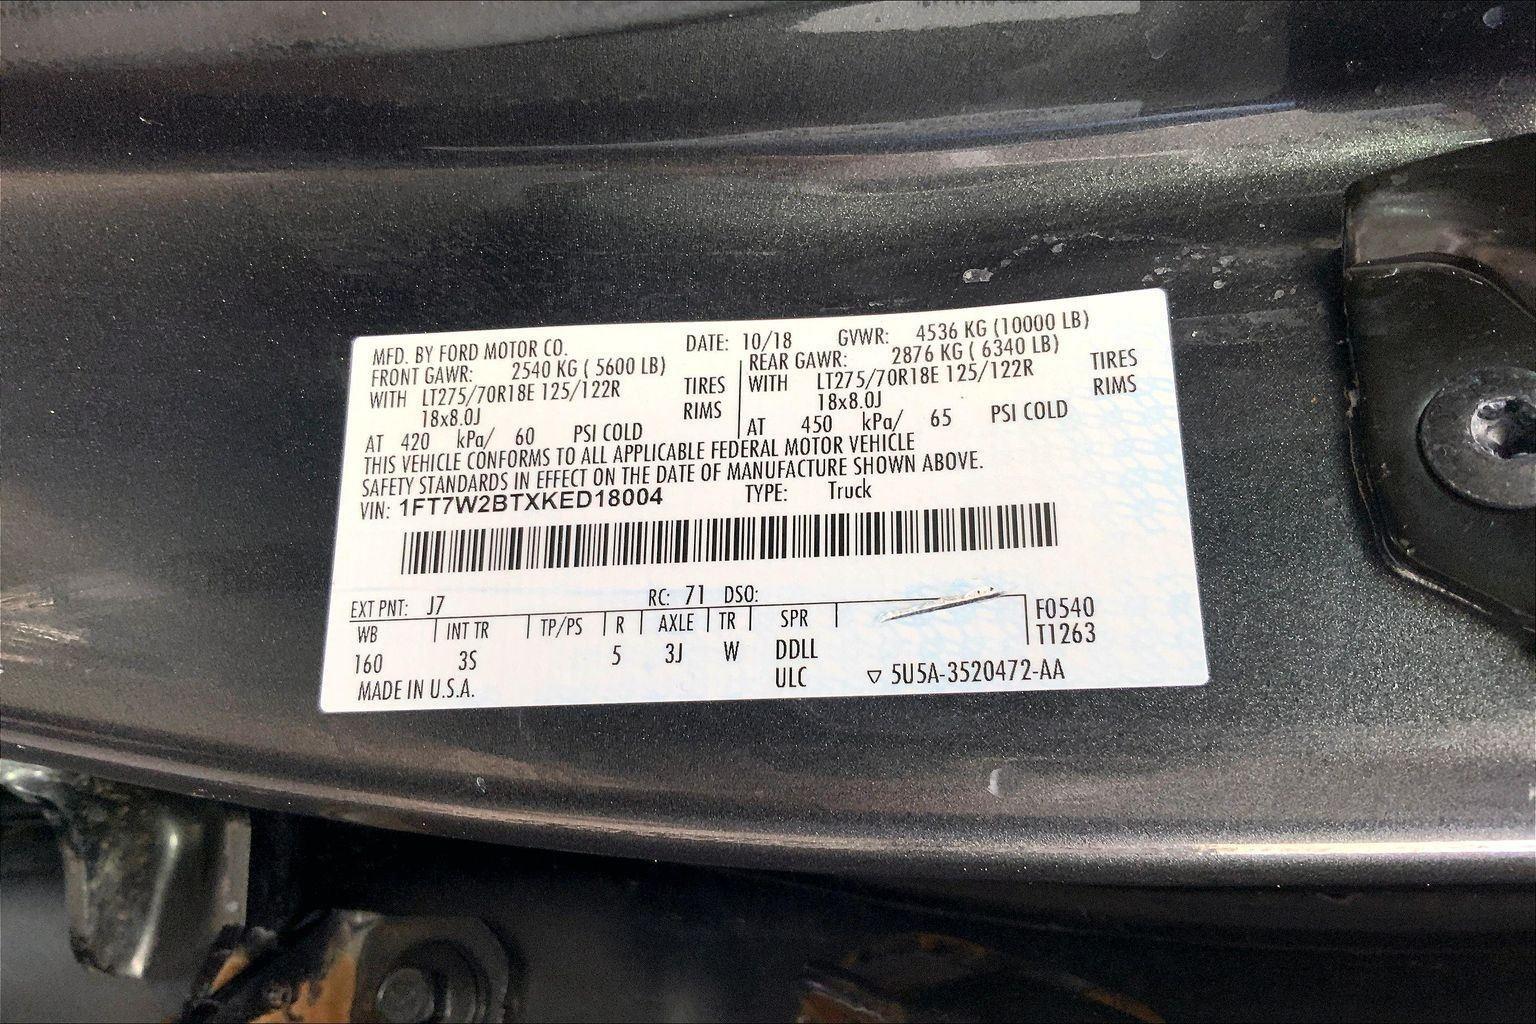 MFD. BY FORD MOTOR CO. DATE: 10/18 GVWR: 4536 KG (10000 LB)
FRONT GAWR: 2540 KG ( 5600 LB) REAR GAWR: 2876 KG ( 6340 LB)
WITH LT275/70R18E 125/122R TIRES WITH LT275/70R18E 125/122R TIRES
18x8.0J RIMS 18x8.0J RIMS
AT 420 kPa/ 60 PSI COLD AT 450 kPa/ 65 PSI COLD
THIS VEHICLE CONFORMS TO ALL APPLICABLE FEDERAL MOTOR VEHICLE
SAFETY STANDARDS IN EFFECT ON THE DATE OF MANUFACTURE SHOWN ABOVE.
VIN: 1FT7W2BTXKED18004 TYPE: Truck
EXT PNT: J7 RC: 71 DSO:
WB INT TR TP/PS R AXLE TR SPR F0540
160 3S 5 3J W DDLL T1263
MADE IN U.S.A. ULC ▽ 5U5A-3520472-AA